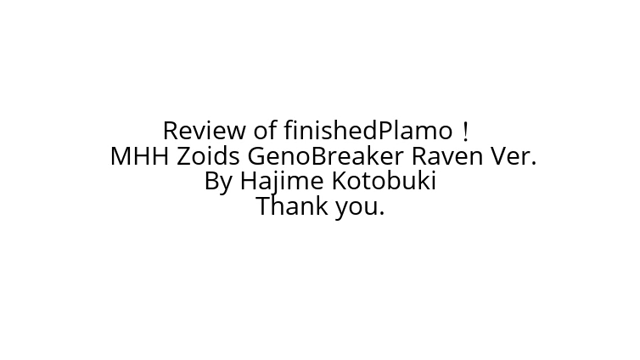 Review of finishedPlamo！
MHH Zoids GenoBreaker Raven Ver.
By Hajime Kotobuki
Thank you.